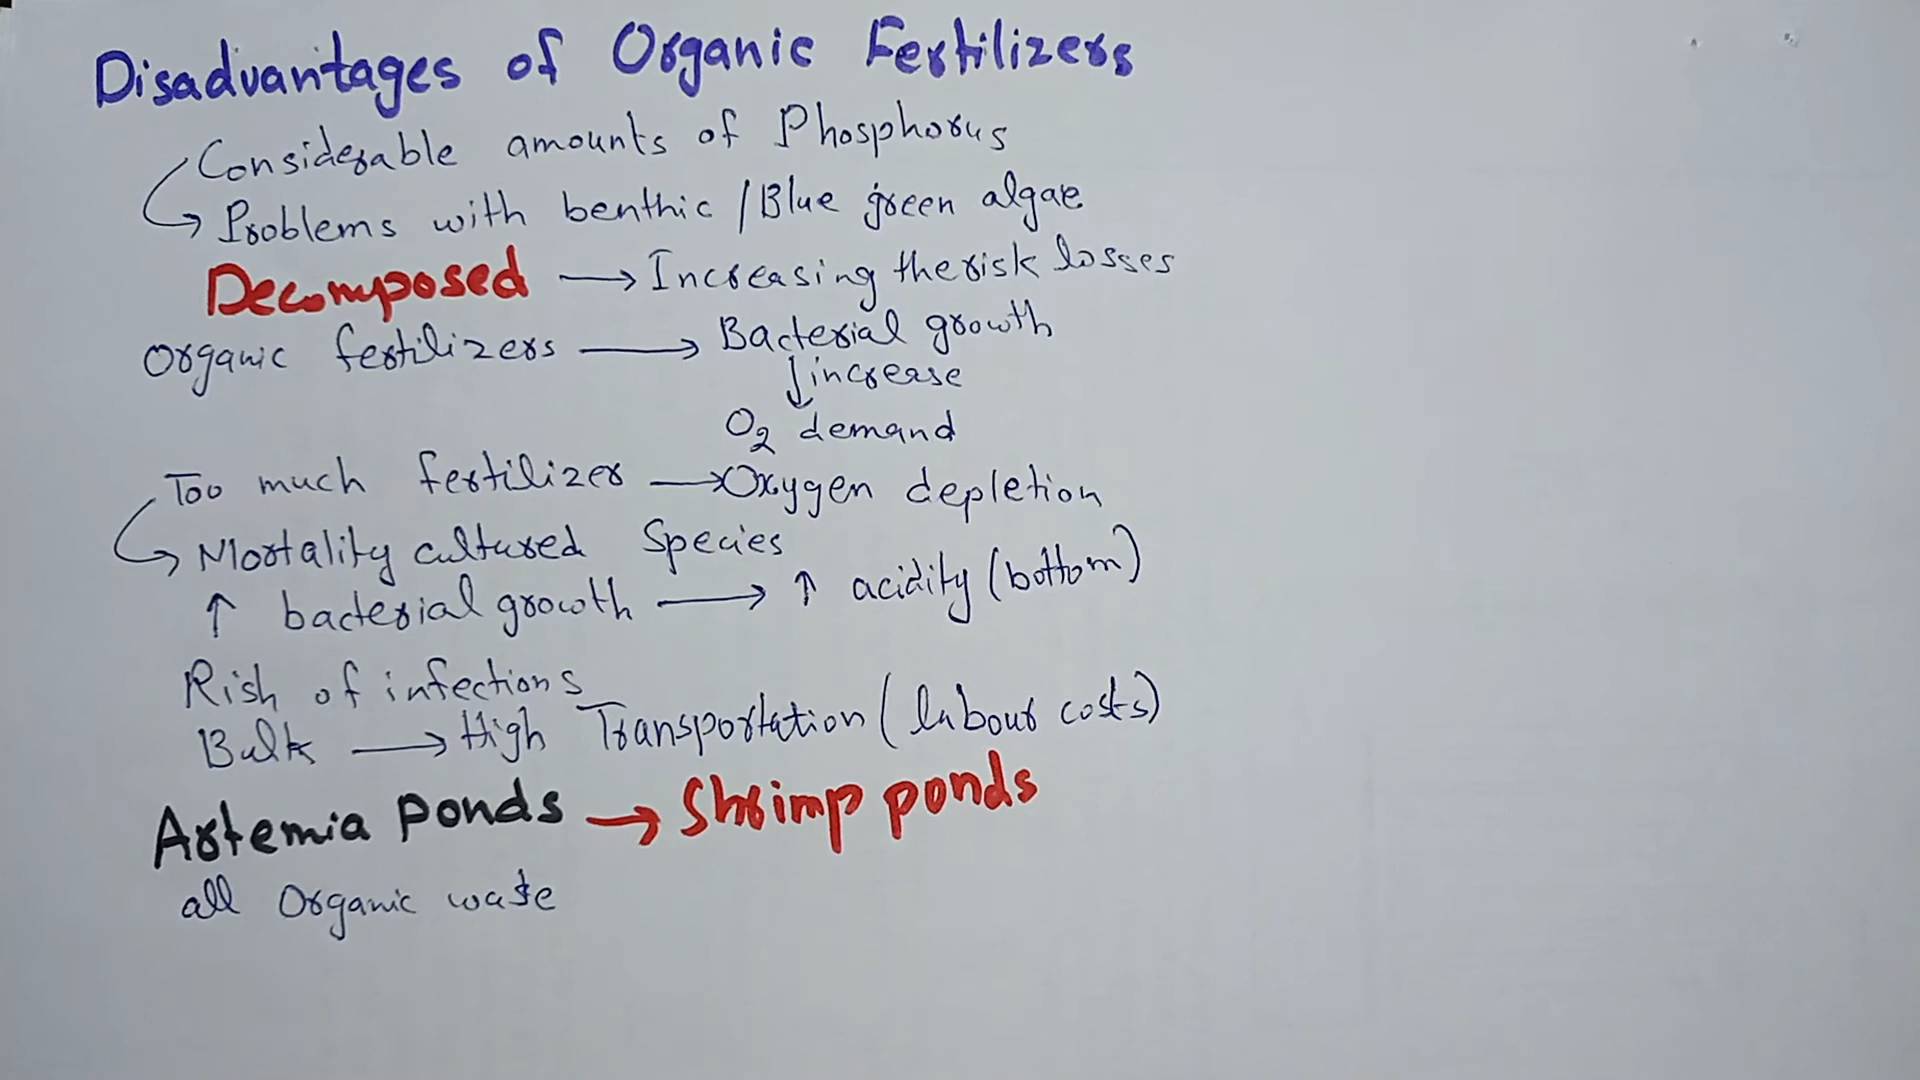 Disadvantages of Organic Fertilizers
Considerable amounts of Phosphorus
Problems with benthic / Blue green algae
Decomposed → Increasing the risk losses
Organic fertilizers → Bacterial growth
↓ increase
O₂ demand
Too much fertilizer → Oxygen depletion
Mortality cultured Species
↑ bacterial growth → ↑ acidity (bottom)
Risk of infections
Bulk → High Transportation (labour costs)
Artemia Ponds → Shrimp ponds
all Organic waste